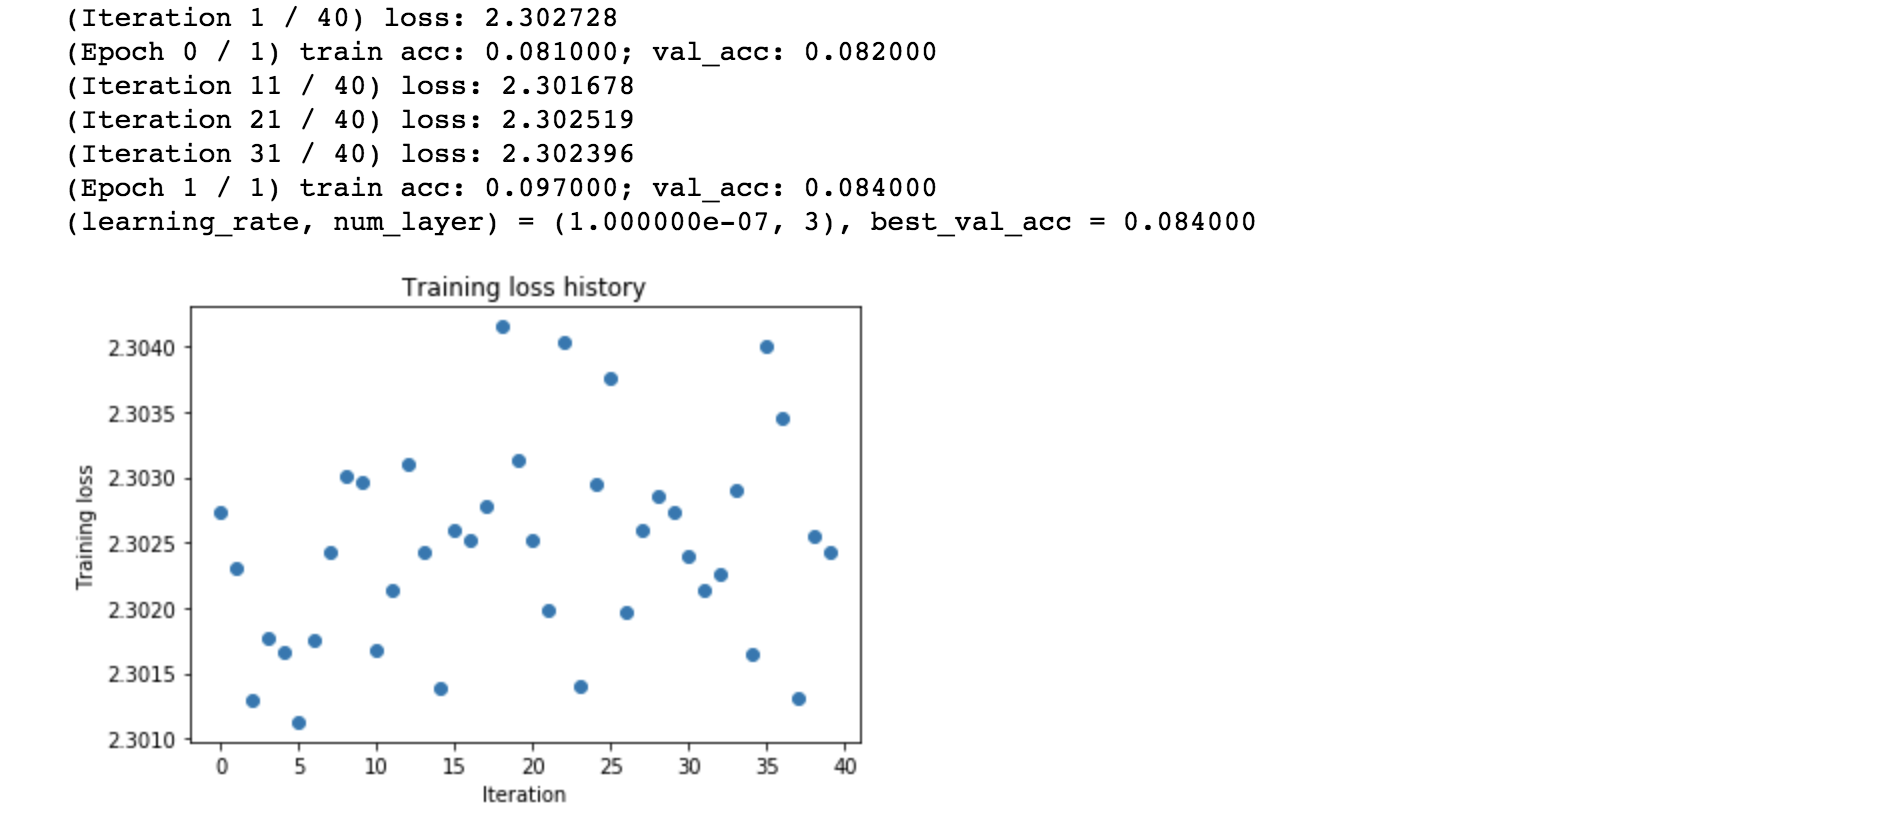 (Iteration 1 / 40) loss: 2.302728
(Epoch 0 / 1) train acc: 0.081000; val_acc: 0.082000
(Iteration 11 / 40) loss: 2.301678
(Iteration 21 / 40) loss: 2.302519
(Iteration 31 / 40) loss: 2.302396
(Epoch 1 / 1) train acc: 0.097000; val_acc: 0.084000
(learning_rate, num_layer) = (1.000000e-07, 3), best_val_acc = 0.084000
Training loss history
2.3040
2.3035
2.3030
2.3025
2.3020
2.3015
2.3010
Training loss
0 5 10 15 20 25 30 35 40
Iteration